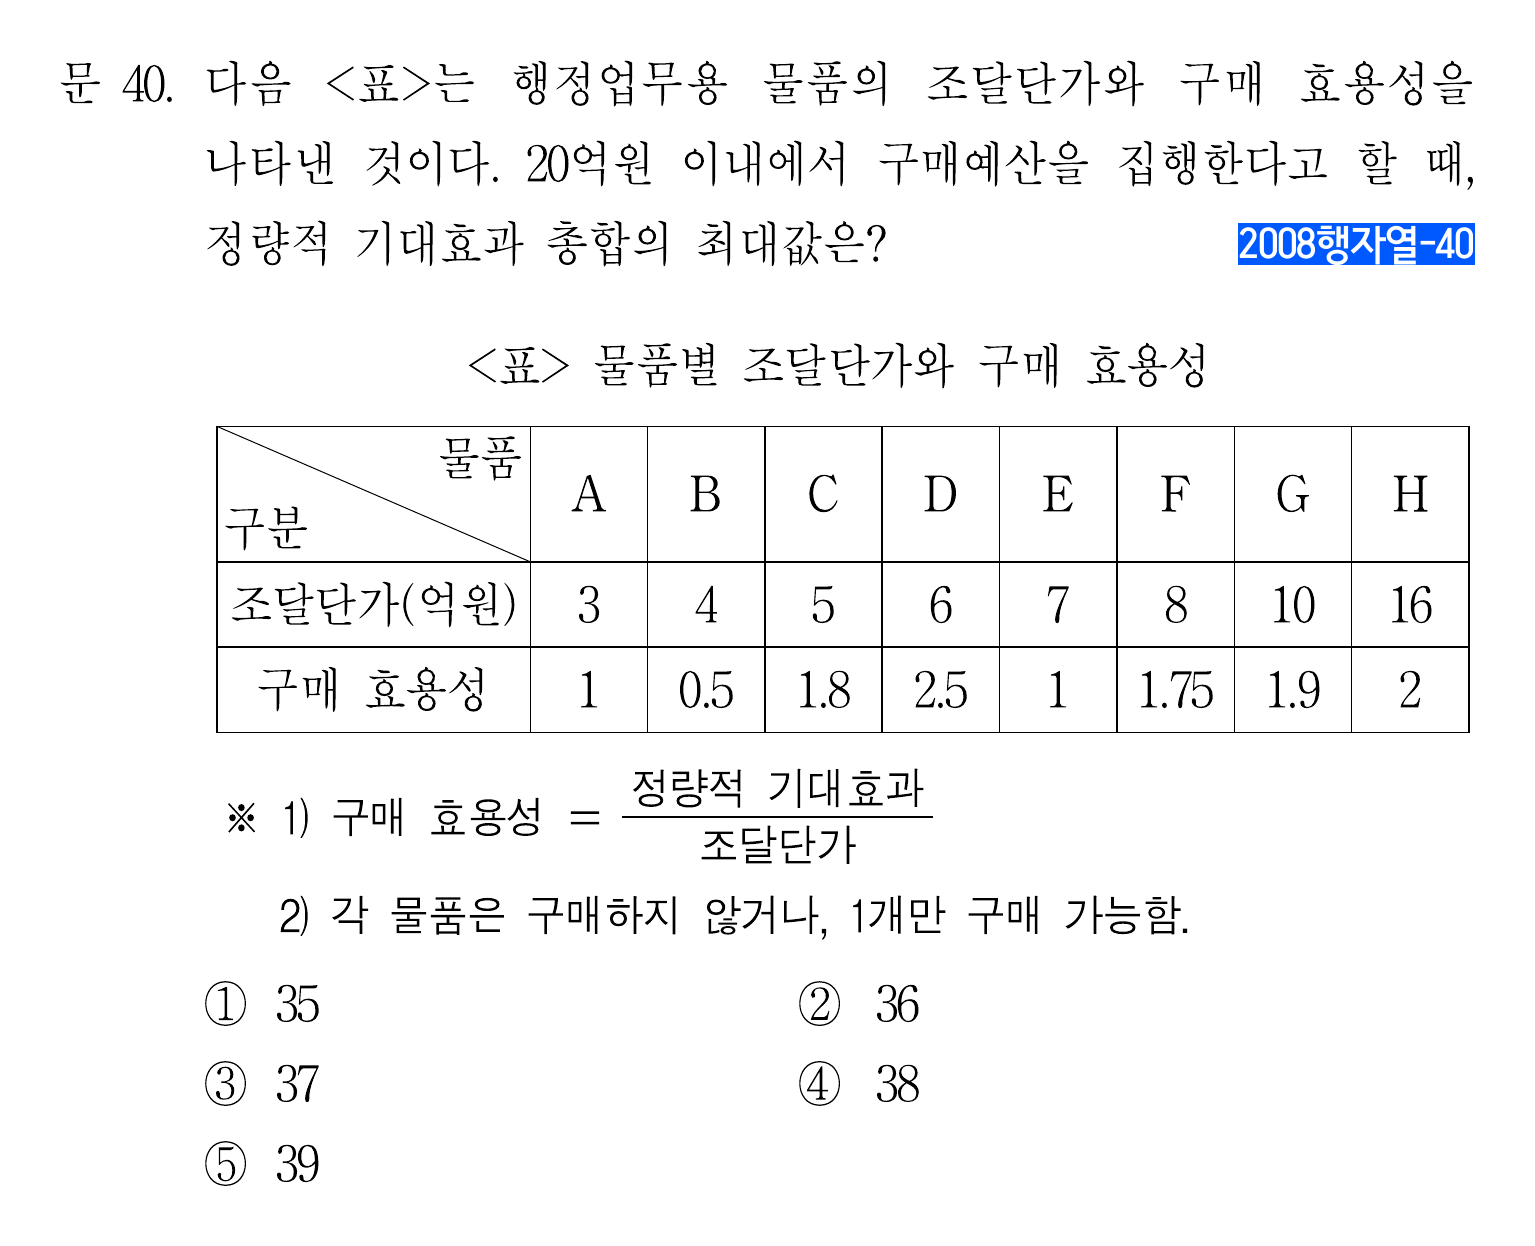 문 40. 다음 <표>는 행정업무용 물품의 조달단가와 구매 효용성을
나타낸 것이다. 20억원 이내에서 구매예산을 집행한다고 할 때,
정량적 기대효과 총합의 최대값은?
2008행자열-40
<표> 물품별 조달단가와 구매 효용성
물품
구분 A B C D E F G H
조달단가(억원) 3 4 5 6 7 8 10 16
구매 효용성 1 0.5 1.8 2.5 1 1.75 1.9 2
※ 1) 구매 효용성 = 정량적 기대효과
조달단가
2) 각 물품은 구매하지 않거나, 1개만 구매 가능함.
① 35 ② 36
③ 37 ④ 38
⑤ 39